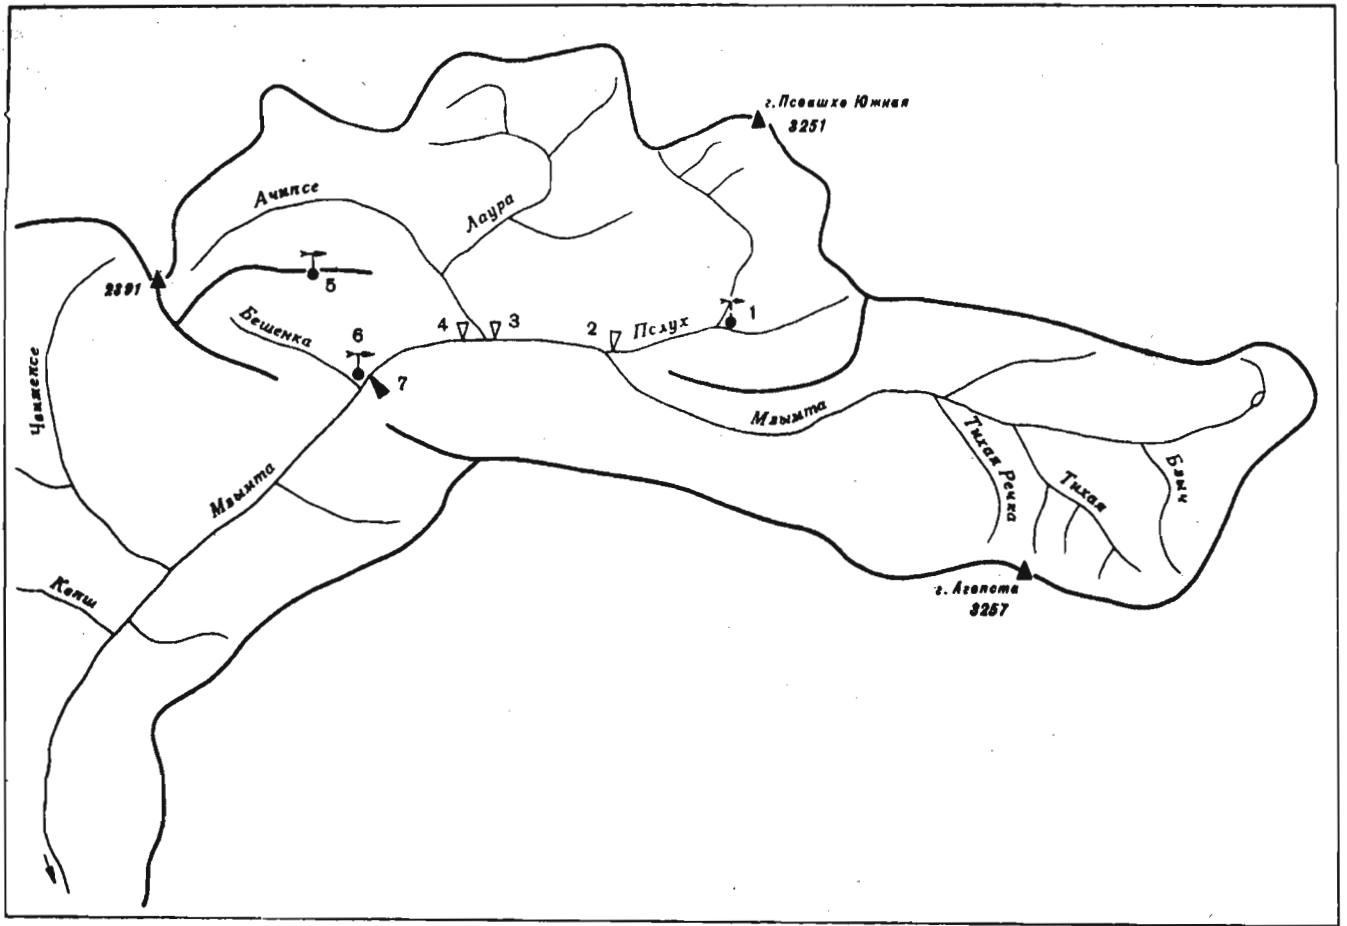 г. Псеашхо Южная
3251
Ачипсе
Лаура
5
2391
Бешенка
6
4
3
2
Пслух
1
7
Чвижепсе
Мзымта
Мзымта
Тихая Речка
Тихая
Бзыч
Кепш
г. Агепста
3257